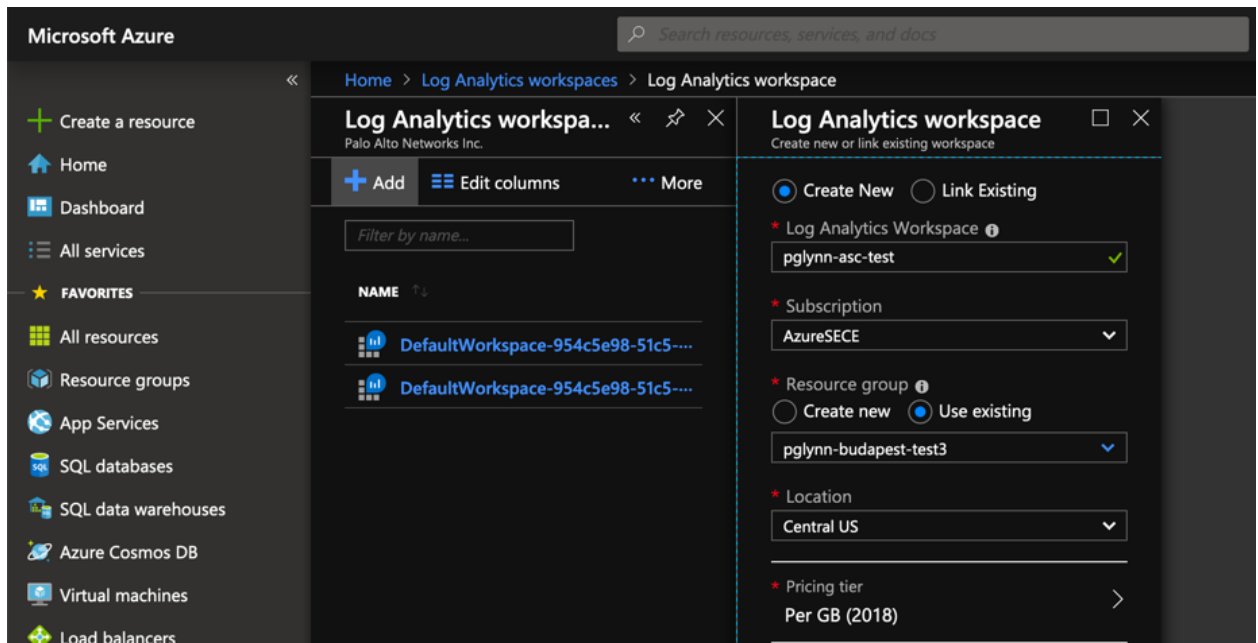 Microsoft Azure
Search resources, services, and docs
Create a resource
Home
Dashboard
All services
FAVORITES
All resources
Resource groups
App Services
SQL databases
SQL data warehouses
Azure Cosmos DB
Virtual machines
Load balancers
Home > Log Analytics workspaces > Log Analytics workspace
Log Analytics workspa...
Palo Alto Networks Inc.
Add
Edit columns
More
Filter by name...
NAME
DefaultWorkspace-954c5e98-51c5-...
DefaultWorkspace-954c5e98-51c5-...
Log Analytics workspace
Create new or link existing workspace
Create New
Link Existing
* Log Analytics Workspace
pglynn-asc-test
* Subscription
AzureSECE
* Resource group
Create new
Use existing
pglynn-budapest-test3
* Location
Central US
* Pricing tier
Per GB (2018)